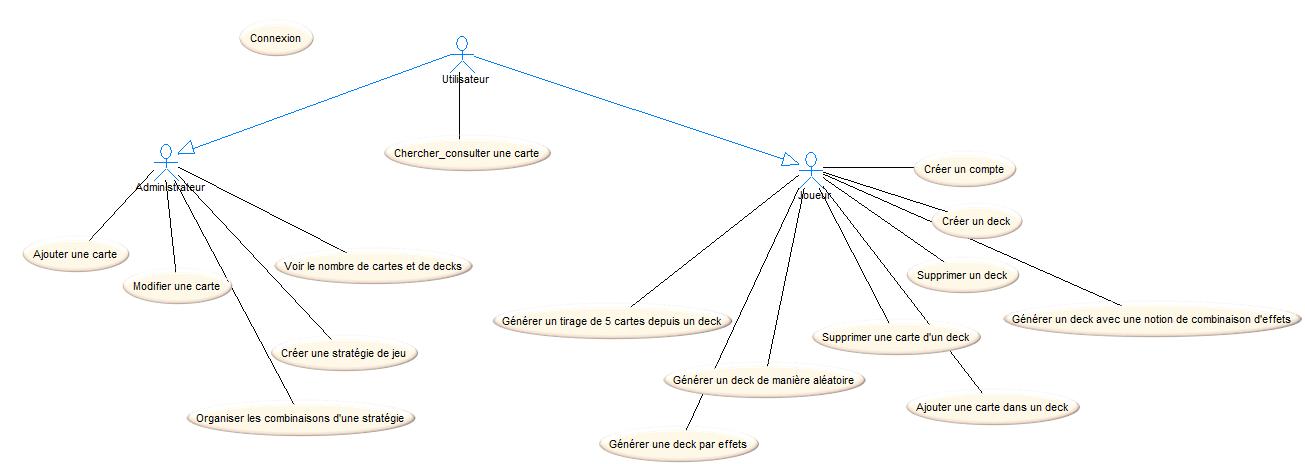 Connexion
Utilisateur
Chercher_consulter une carte
Administrateur
Joueur
Créer un compte
Créer un deck
Ajouter une carte
Voir le nombre de cartes et de decks
Supprimer un deck
Modifier une carte
Générer un tirage de 5 cartes depuis un deck
Générer un deck avec une notion de combinaison d'effets
Supprimer une carte d'un deck
Créer une stratégie de jeu
Générer un deck de manière aléatoire
Ajouter une carte dans un deck
Organiser les combinaisons d'une stratégie
Générer une deck par effets